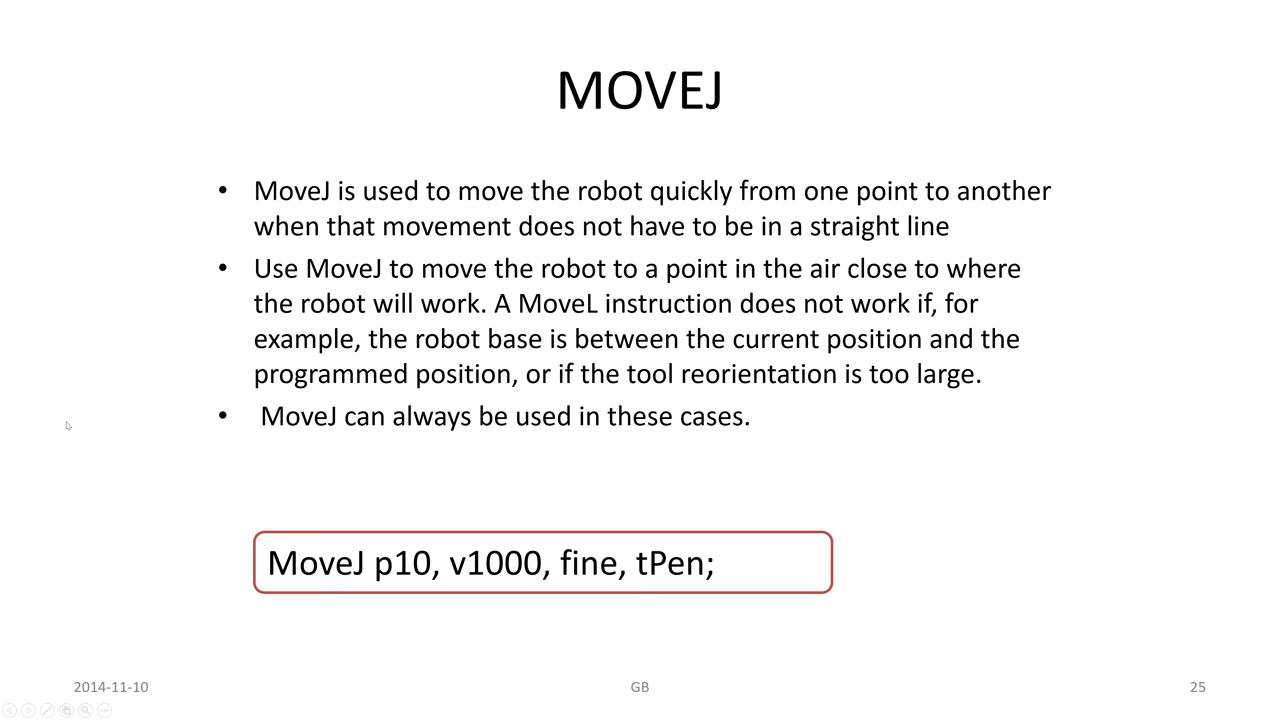 MOVEJ
• MoveJ is used to move the robot quickly from one point to another
when that movement does not have to be in a straight line
• Use MoveJ to move the robot to a point in the air close to where
the robot will work. A MoveL instruction does not work if, for
example, the robot base is between the current position and the
programmed position, or if the tool reorientation is too large.
• MoveJ can always be used in these cases.
MoveJ p10, v1000, fine, tPen;
2014-11-10
GB
25